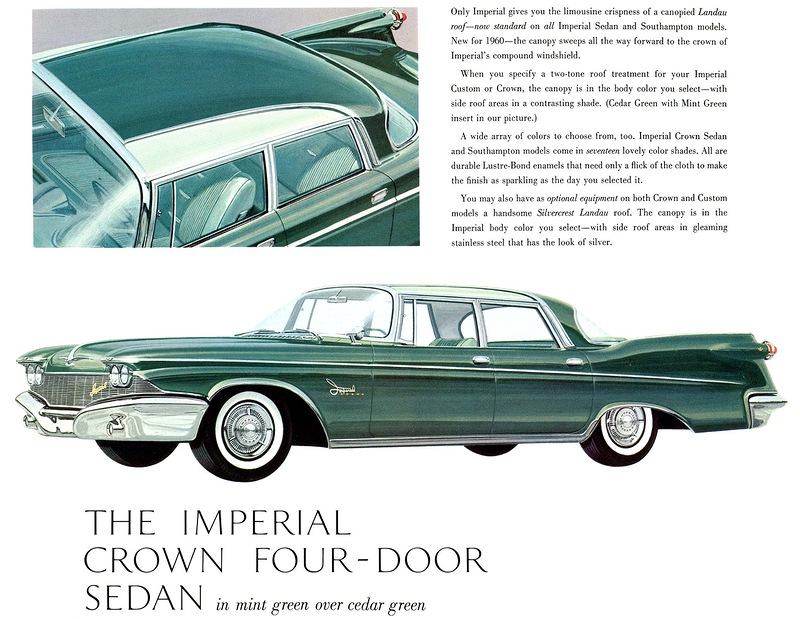 Only Imperial gives you the limousine crispness of a canopied Landau
roof—now standard on all Imperial Sedan and Southampton models.
New for 1960—the canopy sweeps all the way forward to the crown of
Imperial's compound windshield.
When you specify a two-tone roof treatment for your Imperial
Custom or Crown, the canopy is in the body color you select—with
side roof areas in a contrasting shade. (Cedar Green with Mint Green
insert in our picture.)
A wide array of colors to choose from, too. Imperial Crown Sedan
and Southampton models come in seventeen lovely color shades. All are
durable Lustre-Bond enamels that need only a flick of the cloth to make
the finish as sparkling as the day you selected it.
You may also have as optional equipment on both Crown and Custom
models a handsome Silvercrest Landau roof. The canopy is in the
Imperial body color you select—with side roof areas in gleaming
stainless steel that has the look of silver.
Imperial
THE IMPERIAL
CROWN FOUR-DOOR
SEDAN in mint green over cedar green